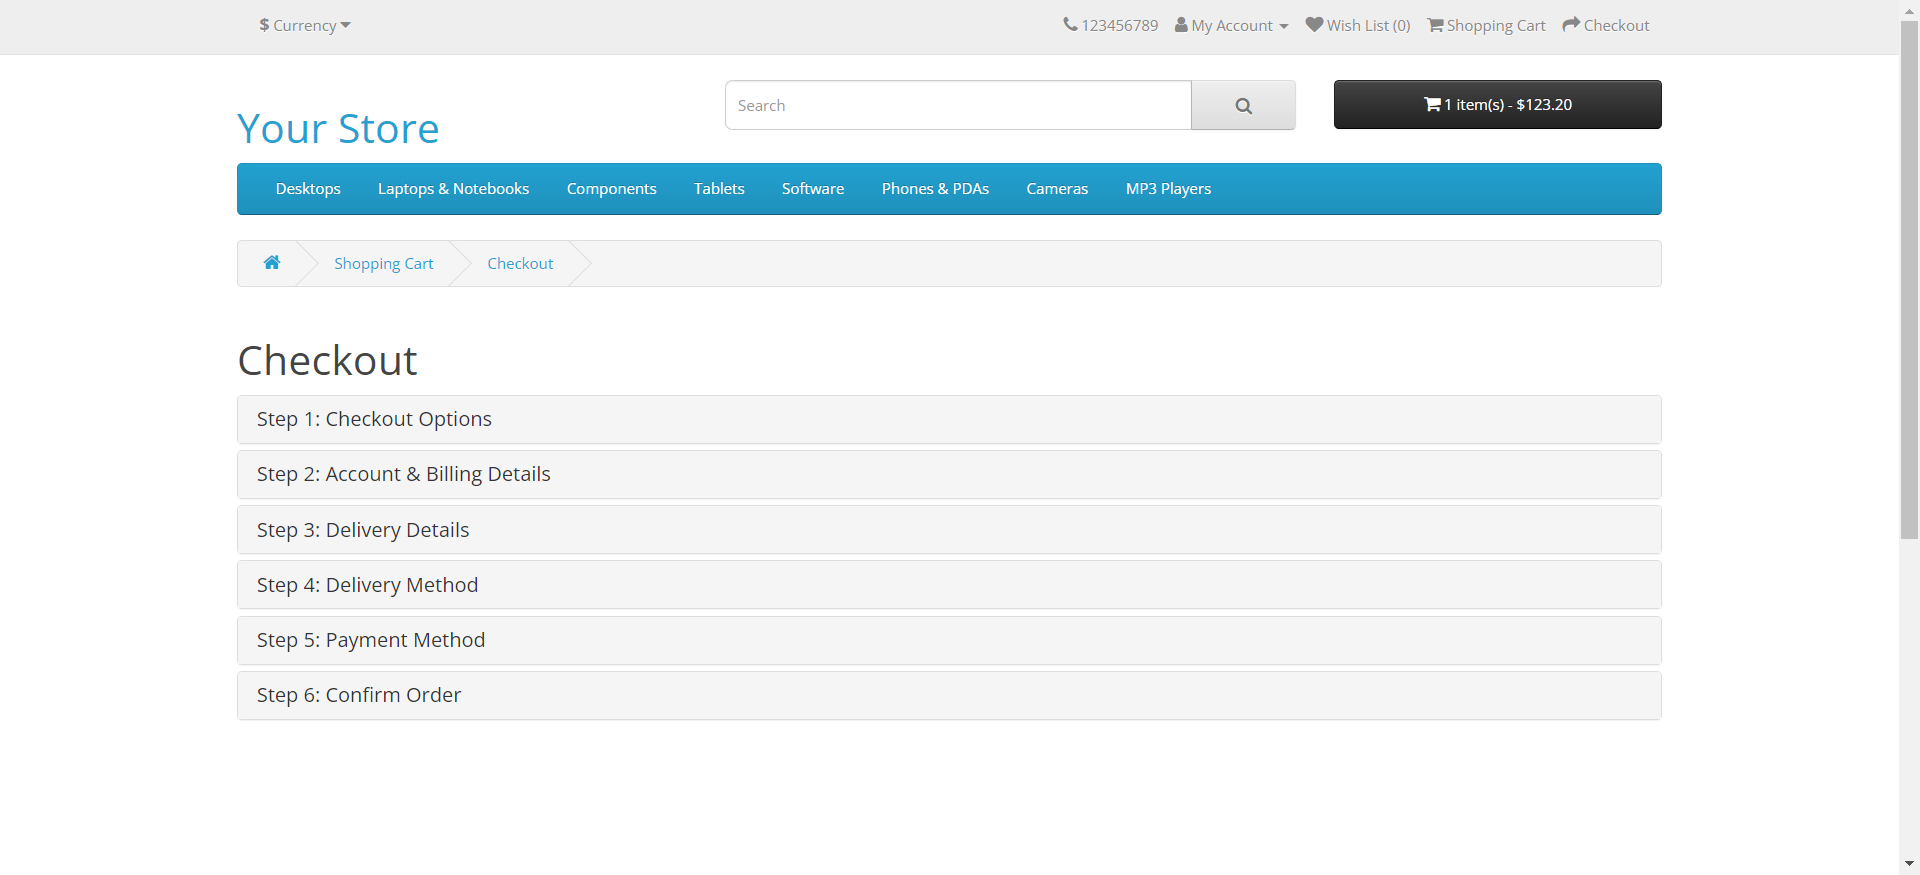 $ Currency
123456789 My Account Wish List (0) Shopping Cart Checkout
Your Store
Search
1 item(s) - $123.20
Desktops Laptops & Notebooks Components Tablets Software Phones & PDAs Cameras MP3 Players
Shopping Cart Checkout
Checkout
Step 1: Checkout Options
Step 2: Account & Billing Details
Step 3: Delivery Details
Step 4: Delivery Method
Step 5: Payment Method
Step 6: Confirm Order